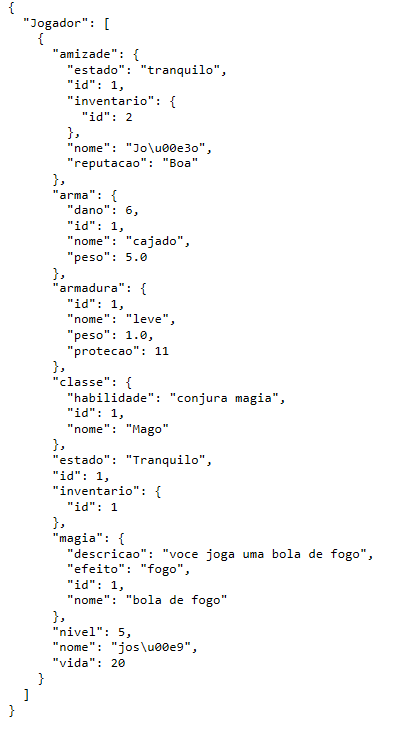 {
  "Jogador": [
    {
      "amizade": {
        "estado": "tranquilo",
        "id": 1,
        "inventario": {
          "id": 2
        },
        "nome": "Jo\u00e3o",
        "reputacao": "Boa"
      },
      "arma": {
        "dano": 6,
        "id": 1,
        "nome": "cajado",
        "peso": 5.0
      },
      "armadura": {
        "id": 1,
        "nome": "leve",
        "peso": 1.0,
        "protecao": 11
      },
      "classe": {
        "habilidade": "conjura magia",
        "id": 1,
        "nome": "Mago"
      },
      "estado": "Tranquilo",
      "id": 1,
      "inventario": {
        "id": 1
      },
      "magia": {
        "descricao": "voce joga uma bola de fogo",
        "efeito": "fogo",
        "id": 1,
        "nome": "bola de fogo"
      },
      "nivel": 5,
      "nome": "jos\u00e9",
      "vida": 20
    }
  ]
}